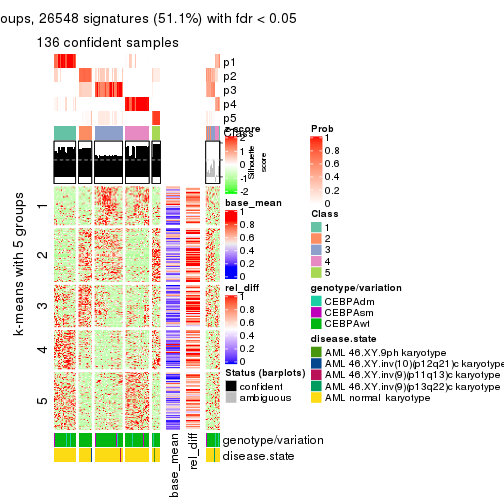 oups, 26548 signatures (51.1%) with fdr < 0.05
136 confident samples
p1
p2
p3
p4
p5
Class
z-score
2
1
0
-1
-2
Silhouette
score
k-means with 5 groups
1
2
3
4
5
base_mean
1
0.8
0.6
0.4
0.2
0
rel_diff
1
0.8
0.6
0.4
0.2
0
Status (barplots)
confident
ambiguous
genotype/variation
disease.state
base_mean
rel_diff
Prob
1
0.8
0.6
0.4
0.2
0
Class
1
2
3
4
5
genotype/variation
CEBPAdm
CEBPAsm
CEBPAwt
disease.state
AML 46.XY.9ph karyotype
AML 46.XY.inv(10)(p12q21)c karyotype
AML 46.XY.inv(9)(p11q13)c karyotype
AML 46.XY.inv(9)(p13q22)c karyotype
AML normal karyotype